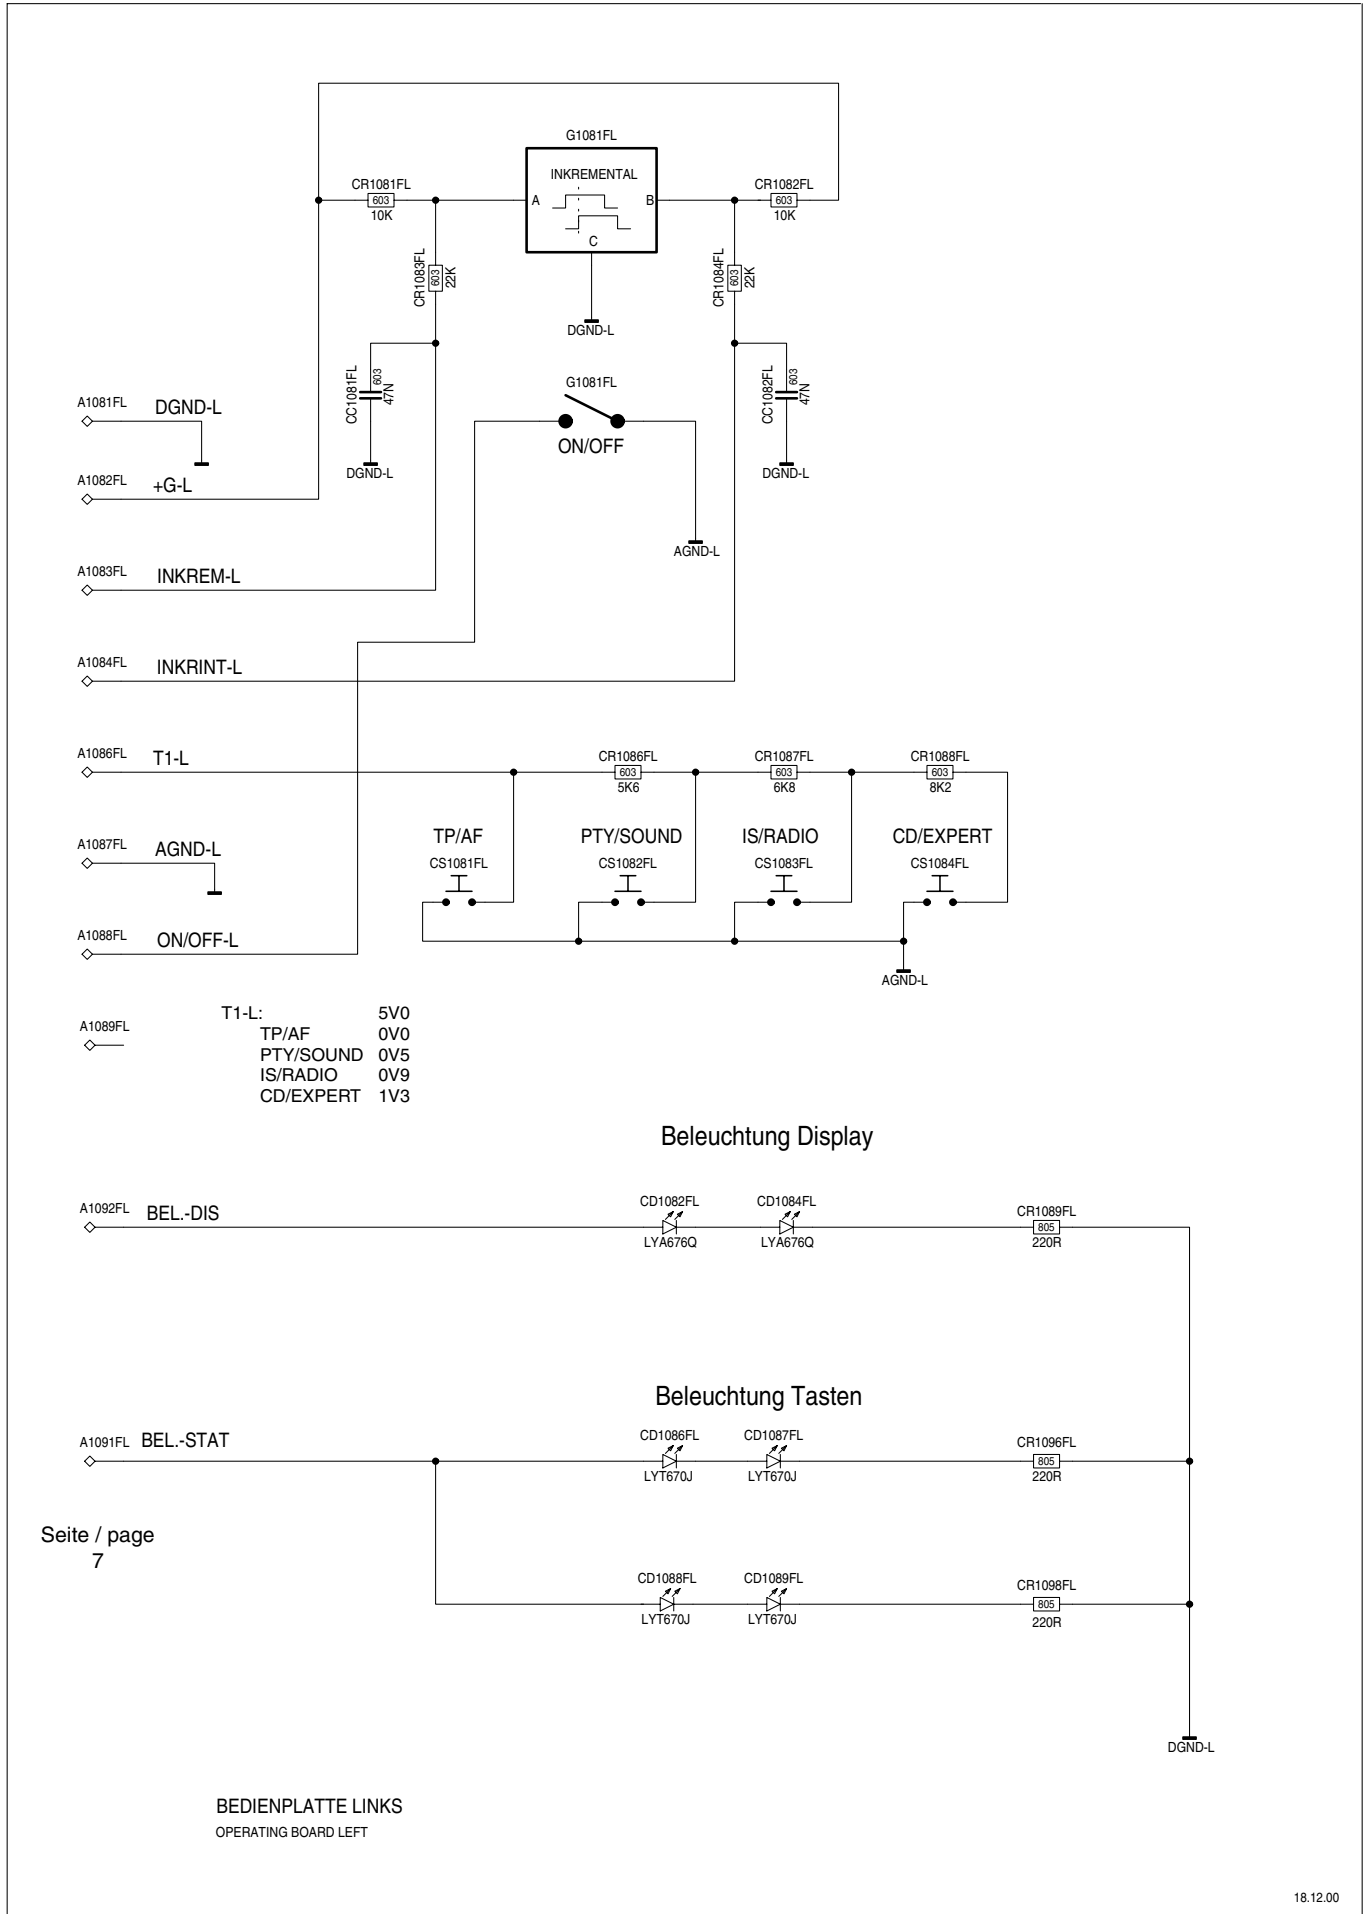 G1081FL
INKREMENTAL
A
B
C
CR1081FL
603
10K
CR1082FL
603
10K
CR1083FL
603
22K
CR1084FL
603
22K
DGND-L
CC1081FL
603
47N
DGND-L
G1081FL
ON/OFF
CC1082FL
603
47N
DGND-L
AGND-L
A1081FL DGND-L
A1082FL +G-L
A1083FL INKREM-L
A1084FL INKRINT-L
A1086FL T1-L
CR1086FL
603
5K6
CR1087FL
603
6K8
CR1088FL
603
8K2
A1087FL AGND-L
TP/AF
CS1081FL
PTY/SOUND
CS1082FL
IS/RADIO
CS1083FL
CD/EXPERT
CS1084FL
A1088FL ON/OFF-L
AGND-L
A1089FL
T1-L: 5V0
TP/AF 0V0
PTY/SOUND 0V5
IS/RADIO 0V9
CD/EXPERT 1V3
Beleuchtung Display
A1092FL BEL.-DIS
CD1082FL
LYA676Q
CD1084FL
LYA676Q
CR1089FL
805
220R
Beleuchtung Tasten
A1091FL BEL.-STAT
CD1086FL
LYT670J
CD1087FL
LYT670J
CR1096FL
805
220R
Seite / page
7
CD1088FL
LYT670J
CD1089FL
LYT670J
CR1098FL
805
220R
DGND-L
BEDIENPLATTE LINKS
OPERATING BOARD LEFT
18.12.00